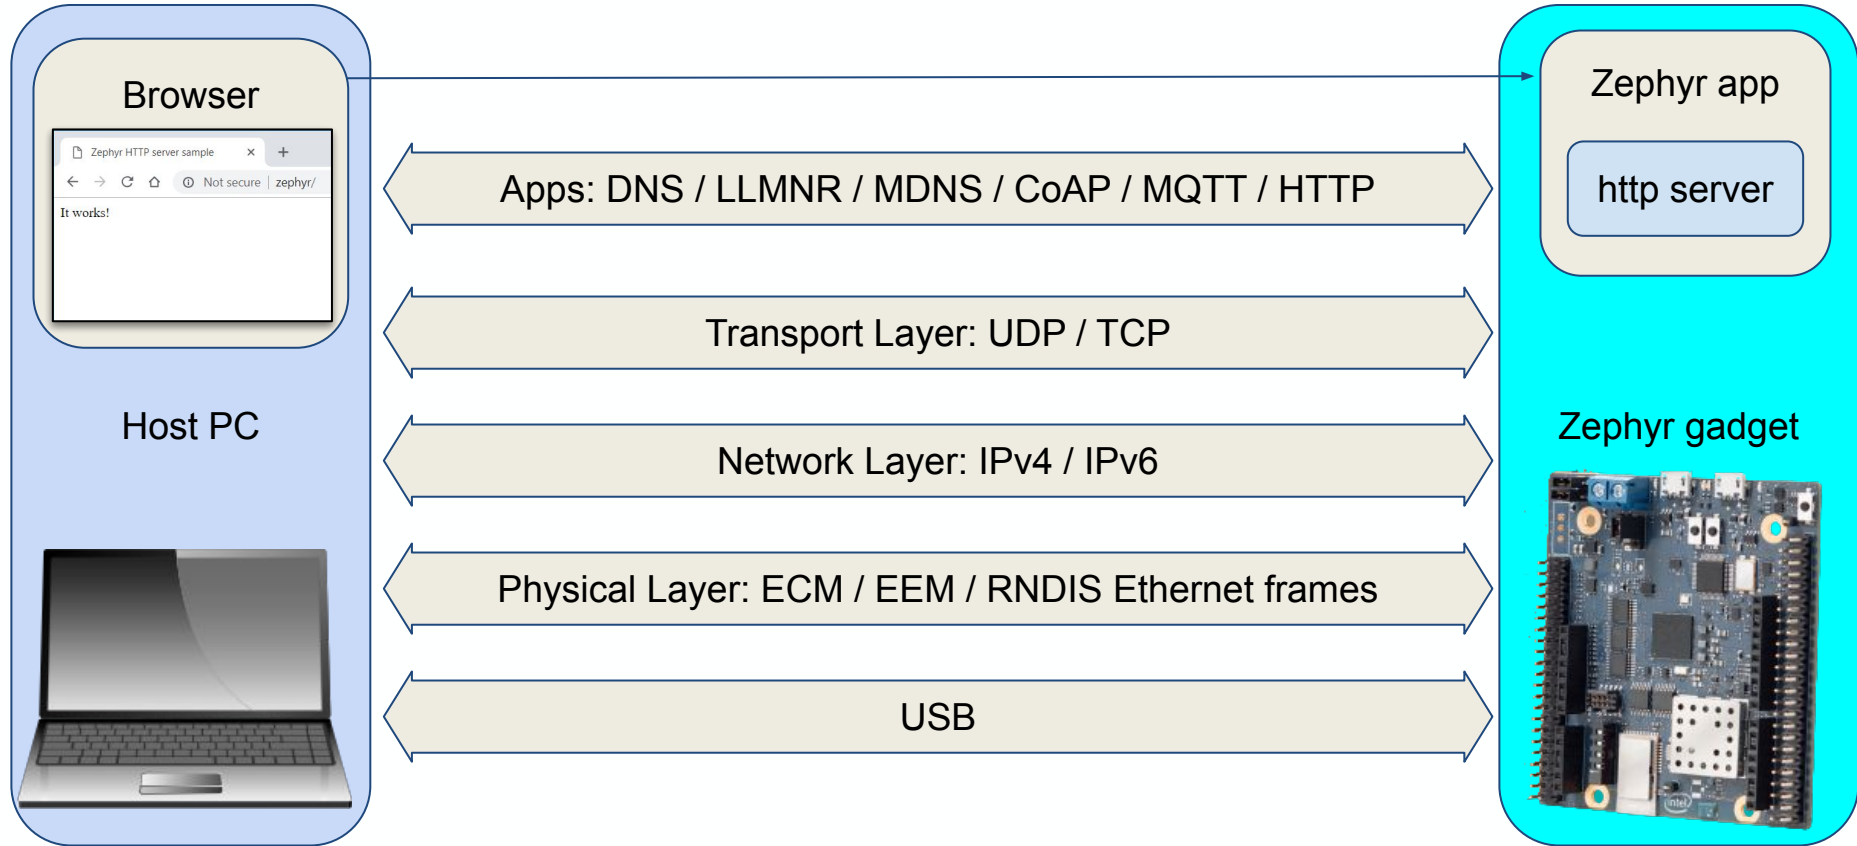 Browser
Zephyr HTTP server sample
Not secure | zephyr/
It works!
Host PC
Apps: DNS / LLMNR / MDNS / CoAP / MQTT / HTTP
Transport Layer: UDP / TCP
Network Layer: IPv4 / IPv6
Physical Layer: ECM / EEM / RNDIS Ethernet frames
USB
Zephyr app
http server
Zephyr gadget
intel